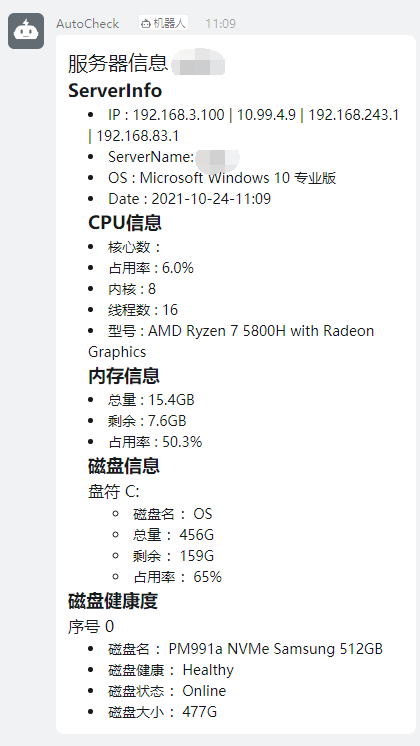 AutoCheck 机器人 11:09
服务器信息
ServerInfo
IP : 192.168.3.100 | 10.99.4.9 | 192.168.243.1
| 192.168.83.1
ServerName:
OS : Microsoft Windows 10 专业版
Date : 2021-10-24-11:09
CPU信息
核心数 :
占用率 : 6.0%
内核 : 8
线程数 : 16
型号 : AMD Ryzen 7 5800H with Radeon
Graphics
内存信息
总量 : 15.4GB
剩余 : 7.6GB
占用率 : 50.3%
磁盘信息
盘符 C:
磁盘名： OS
总量： 456G
剩余： 159G
占用率： 65%
磁盘健康度
序号 0
磁盘名： PM991a NVMe Samsung 512GB
磁盘健康： Healthy
磁盘状态： Online
磁盘大小： 477G